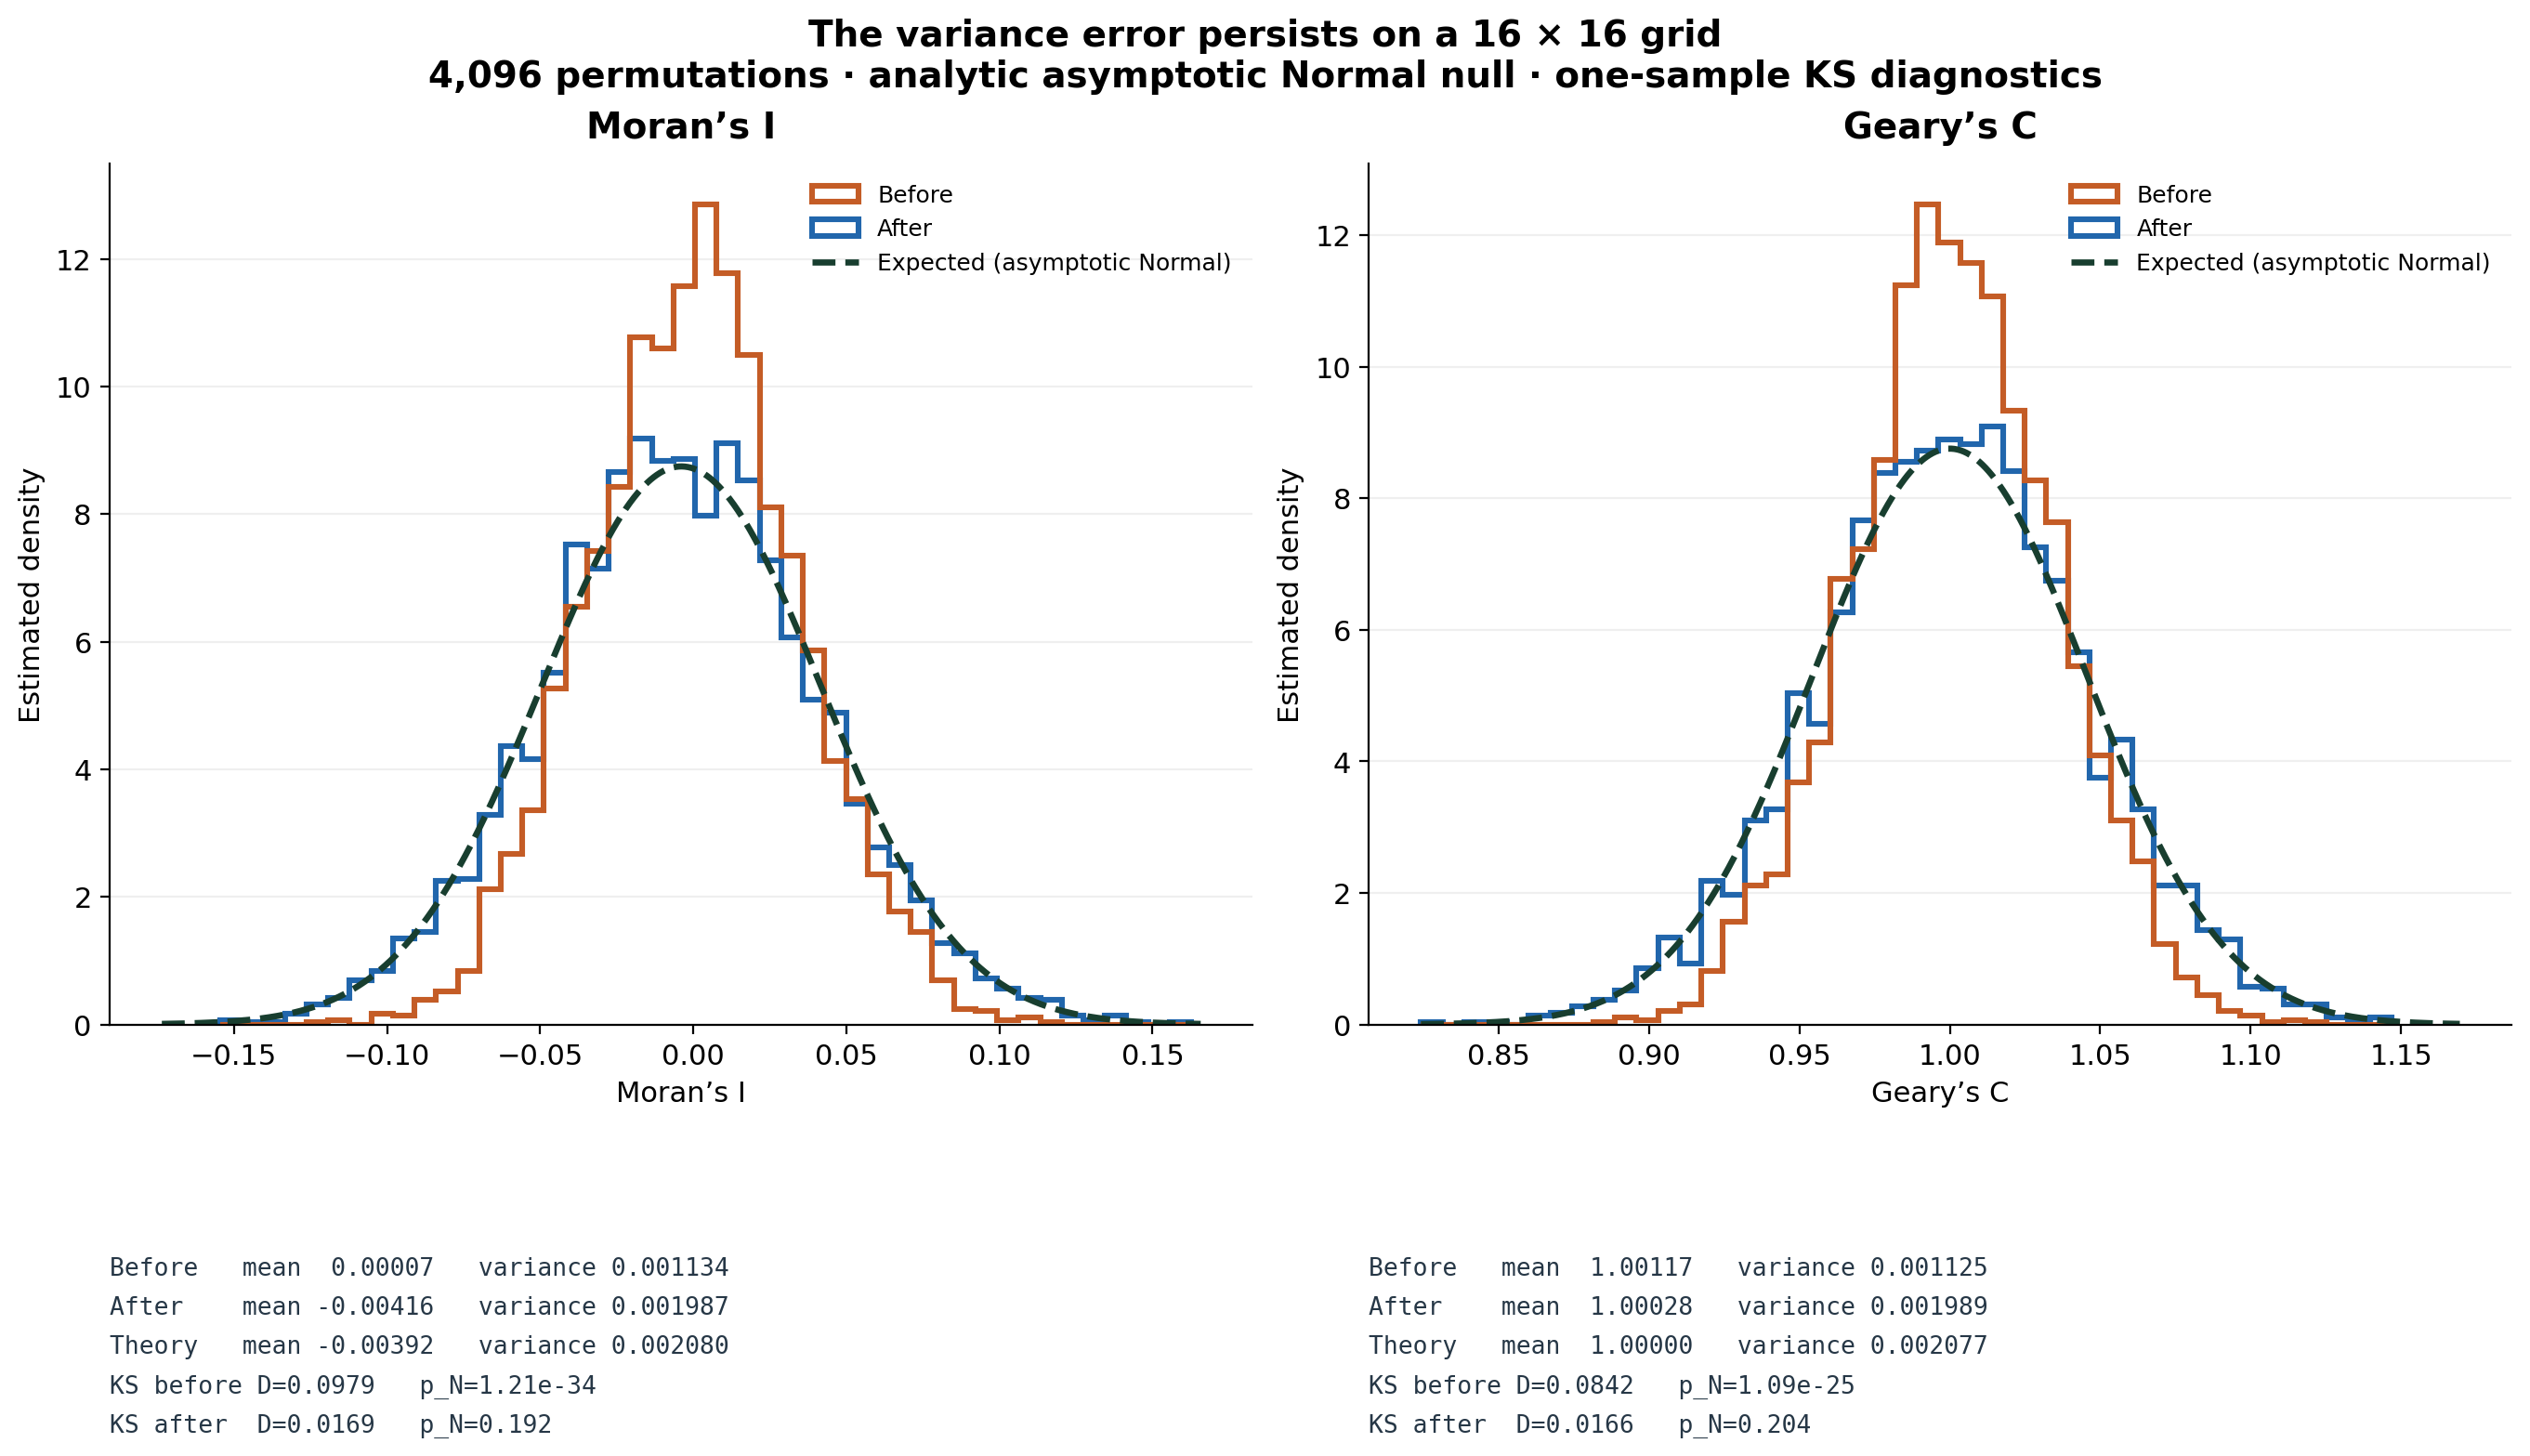 The variance error persists on a 16 × 16 grid
4,096 permutations · analytic asymptotic Normal null · one-sample KS diagnostics
Moran’s I
Before
After
Expected (asymptotic Normal)
Estimated density
12
10
8
6
4
2
0
−0.15
−0.10
−0.05
0.00
0.05
0.10
0.15
Moran’s I
Before mean 0.00007 variance 0.001134
After mean -0.00416 variance 0.001987
Theory mean -0.00392 variance 0.002080
KS before D=0.0979 p_N=1.21e-34
KS after D=0.0169 p_N=0.192
Geary’s C
Before
After
Expected (asymptotic Normal)
Estimated density
12
10
8
6
4
2
0
0.85
0.90
0.95
1.00
1.05
1.10
1.15
Geary’s C
Before mean 1.00117 variance 0.001125
After mean 1.00028 variance 0.001989
Theory mean 1.00000 variance 0.002077
KS before D=0.0842 p_N=1.09e-25
KS after D=0.0166 p_N=0.204